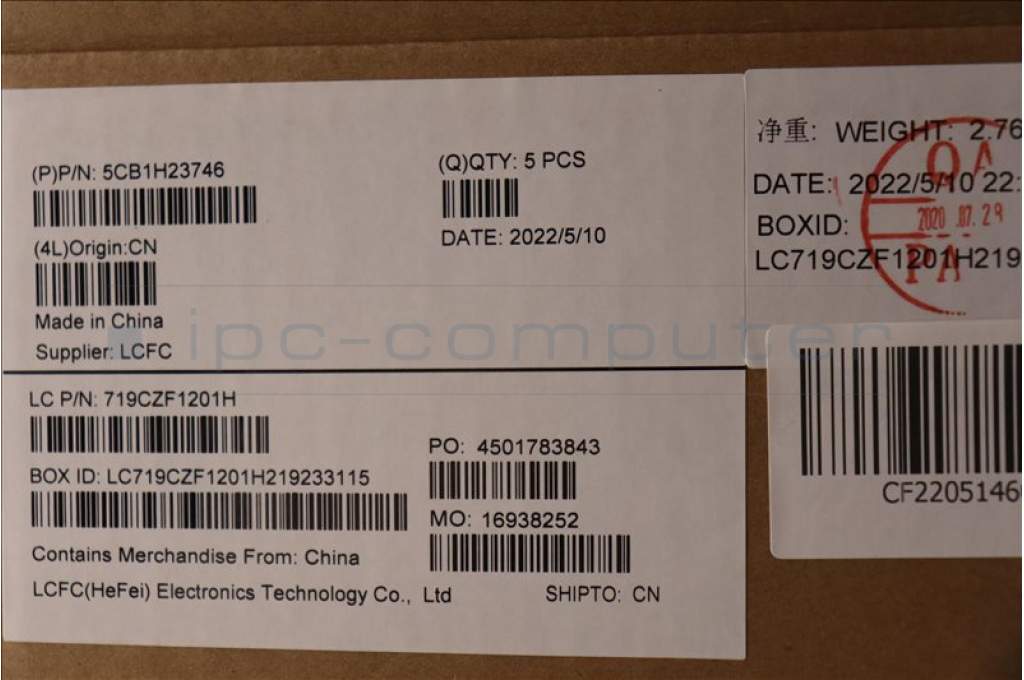 (P)P/N: 5CB1H23746
(Q)QTY: 5 PCS
(4L)Origin:CN
DATE: 2022/5/10
Made in China
Supplier: LCFC
LC P/N: 719CZF1201H
PO: 4501783843
BOX ID: LC719CZF1201H219233115
MO: 16938252
Contains Merchandise From: China
LCFC(HeFei) Electronics Technology Co., Ltd
SHIPTO: CN
净重: WEIGHT: 2.76
DATE: 2022/5/10 22:
BOXID:
LC719CZF1201H219
QA
2020.07.29
PA
CF2205146
ipc-computer